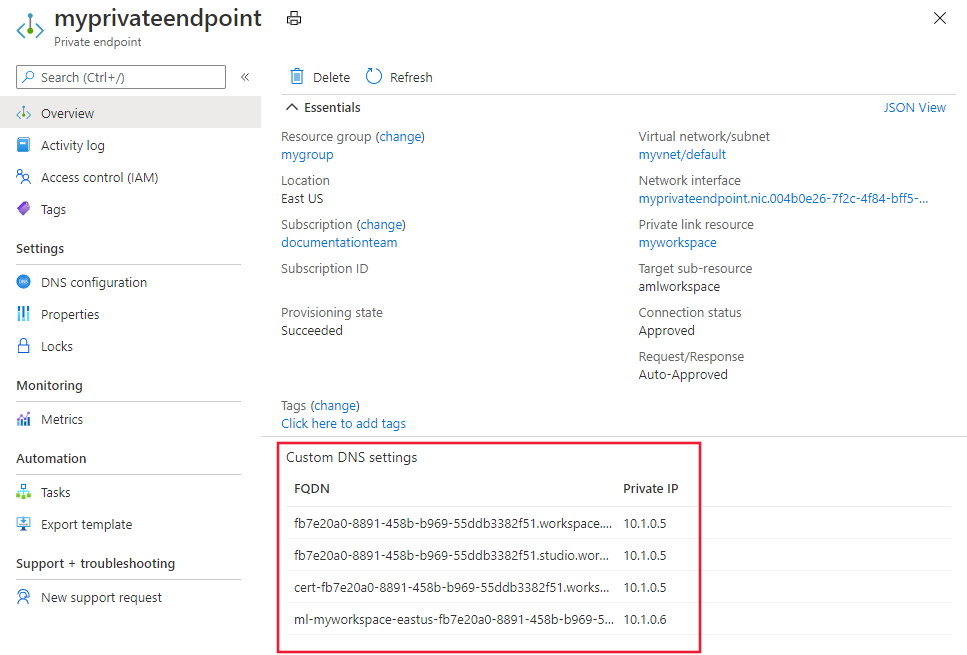 myprivateendpoint
Private endpoint
Search (Ctrl+/)
«
Overview
Activity log
Access control (IAM)
Tags
Settings
DNS configuration
Properties
Locks
Monitoring
Metrics
Automation
Tasks
Export template
Support + troubleshooting
New support request
Delete Refresh
Essentials JSON View
Resource group (change)
mygroup
Location
East US
Subscription (change)
documentationteam
Subscription ID
Provisioning state
Succeeded
Virtual network/subnet
myvnet/default
Network interface
myprivateendpoint.nic.004b0e26-7f2c-4f84-bff5-...
Private link resource
myworkspace
Target sub-resource
amlworkspace
Connection status
Approved
Request/Response
Auto-Approved
Tags (change)
Click here to add tags
Custom DNS settings
FQDN Private IP
fb7e20a0-8891-458b-b969-55ddb3382f51.workspace.... 10.1.0.5
fb7e20a0-8891-458b-b969-55ddb3382f51.studio.wor... 10.1.0.5
cert-fb7e20a0-8891-458b-b969-55ddb3382f51.works... 10.1.0.5
ml-myworkspace-eastus-fb7e20a0-8891-458b-b969-5... 10.1.0.6